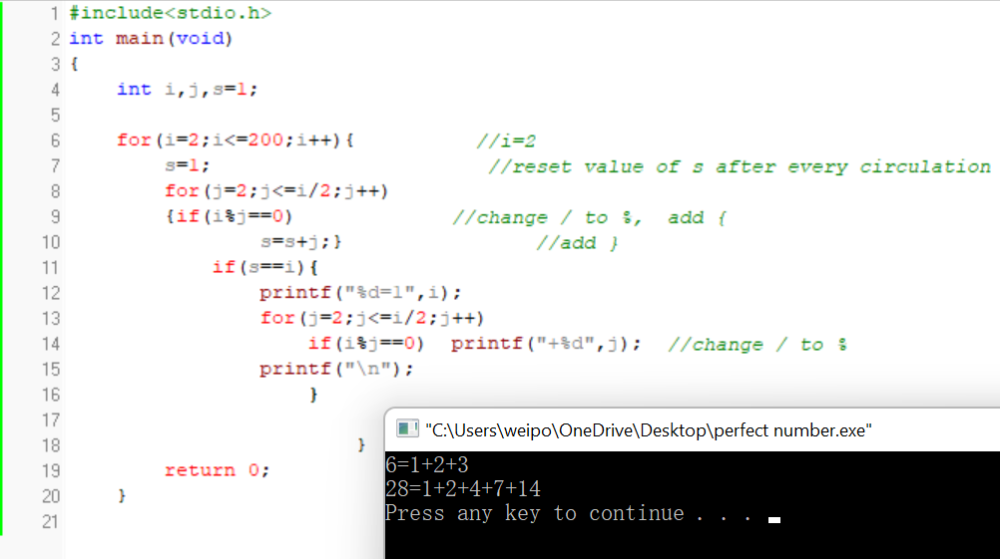 1 #include<stdio.h>
2 int main(void)
3 {
4 int i,j,s=1;
5
6 for(i=2;i<=200;i++){ //i=2
7 s=1; //reset value of s after every circulation
8 for(j=2;j<=i/2;j++)
9 {if(i%j==0) //change / to %, add {
10 s=s+j;} //add }
11 if(s==i){
12 printf("%d=1",i);
13 for(j=2;j<=i/2;j++)
14 if(i%j==0) printf("+%d",j); //change / to %
15 printf("\n");
16 }
17
18 }
19 return 0;
20 }
21
"C:\Users\weipo\OneDrive\Desktop\perfect number.exe"
6=1+2+3
28=1+2+4+7+14
Press any key to continue . . .